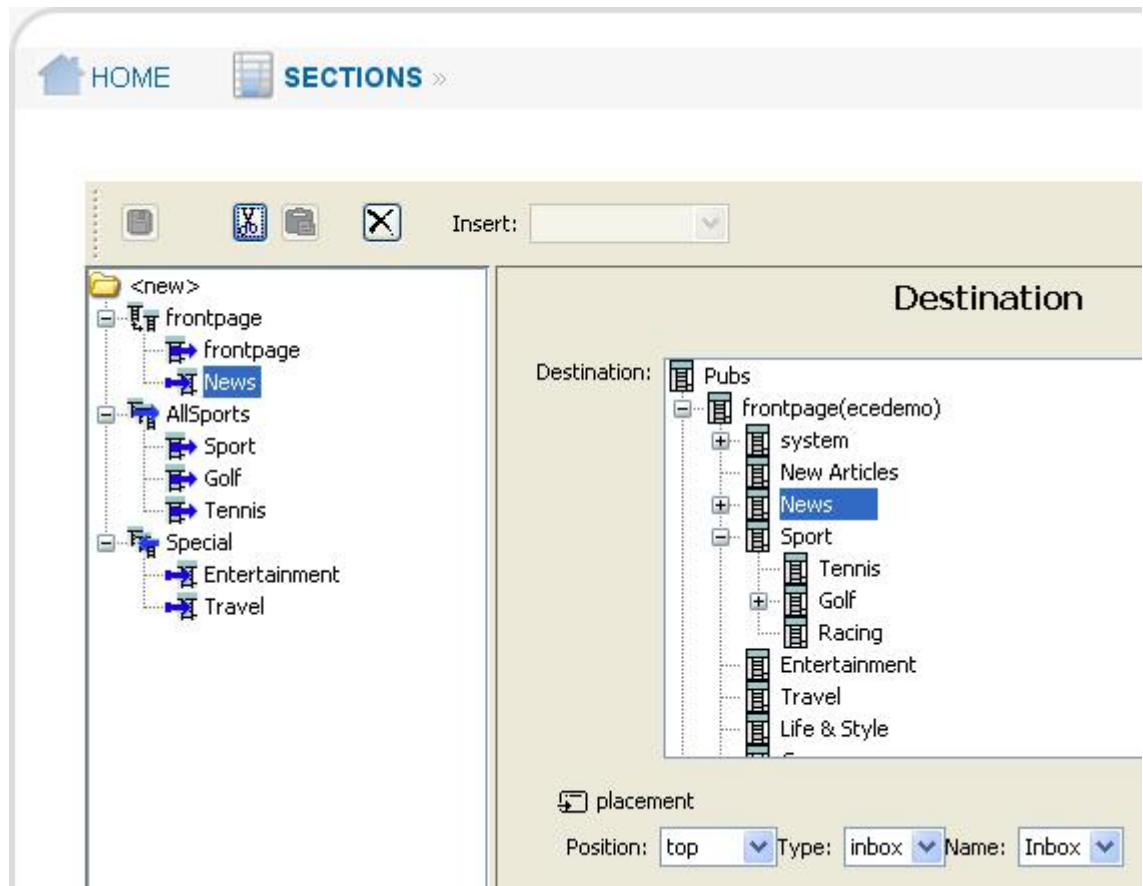 HOME SECTIONS »
Insert:
<new>
frontpage
frontpage
News
AllSports
Sport
Golf
Tennis
Special
Entertainment
Travel
Destination
Destination:
Pubs
frontpage(ecedemo)
system
New Articles
News
Sport
Tennis
Golf
Racing
Entertainment
Travel
Life & Style
placement
Position: top Type: inbox Name: Inbox